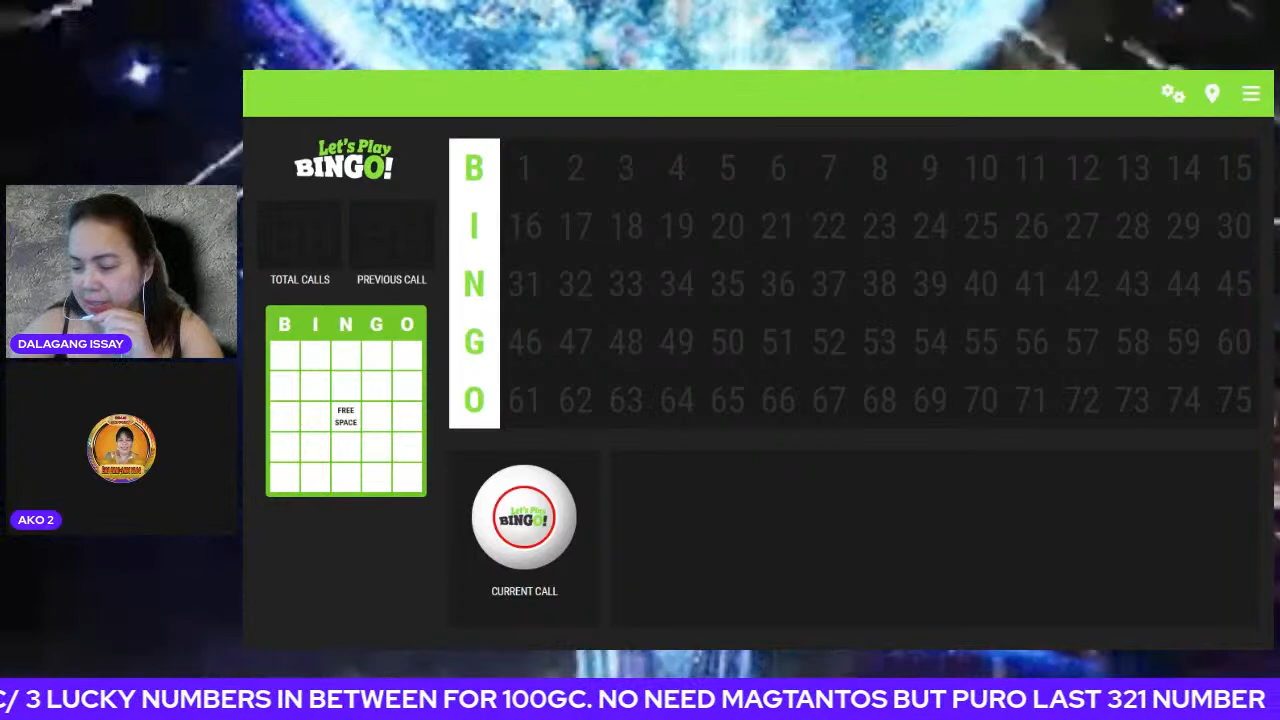 Let's Play
BINGO!
TOTAL CALLS
PREVIOUS CALL
B I N G O
FREE
SPACE
B 1 2 3 4 5 6 7 8 9 10 11 12 13 14 15
I 16 17 18 19 20 21 22 23 24 25 26 27 28 29 30
N 31 32 33 34 35 36 37 38 39 40 41 42 43 44 45
G 46 47 48 49 50 51 52 53 54 55 56 57 58 59 60
O 61 62 63 64 65 66 67 68 69 70 71 72 73 74 75
Let's Play
BINGO!
CURRENT CALL
DALAGANG ISSAY
AKO 2
/ 3 LUCKY NUMBERS IN BETWEEN FOR 100GC. NO NEED MAGTANTOS BUT PURO LAST 321 NUMBER